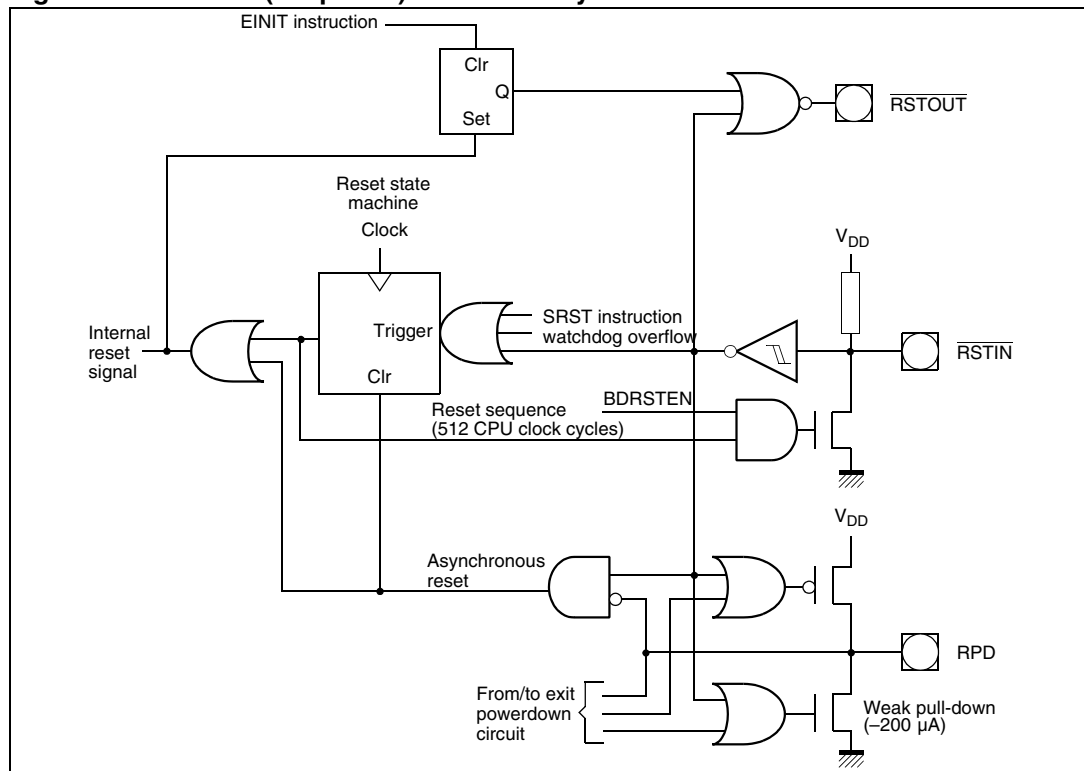 EINIT instruction
Clr
Q
Set
RSTOUT
Reset state
machine
Clock
VDD
SRST instruction
watchdog overflow
Trigger
Internal
reset
signal
RSTIN
Clr
BDRSTEN
Reset sequence
(512 CPU clock cycles)
VDD
Asynchronous
reset
RPD
From/to exit
powerdown
circuit
Weak pull-down
(–200 µA)